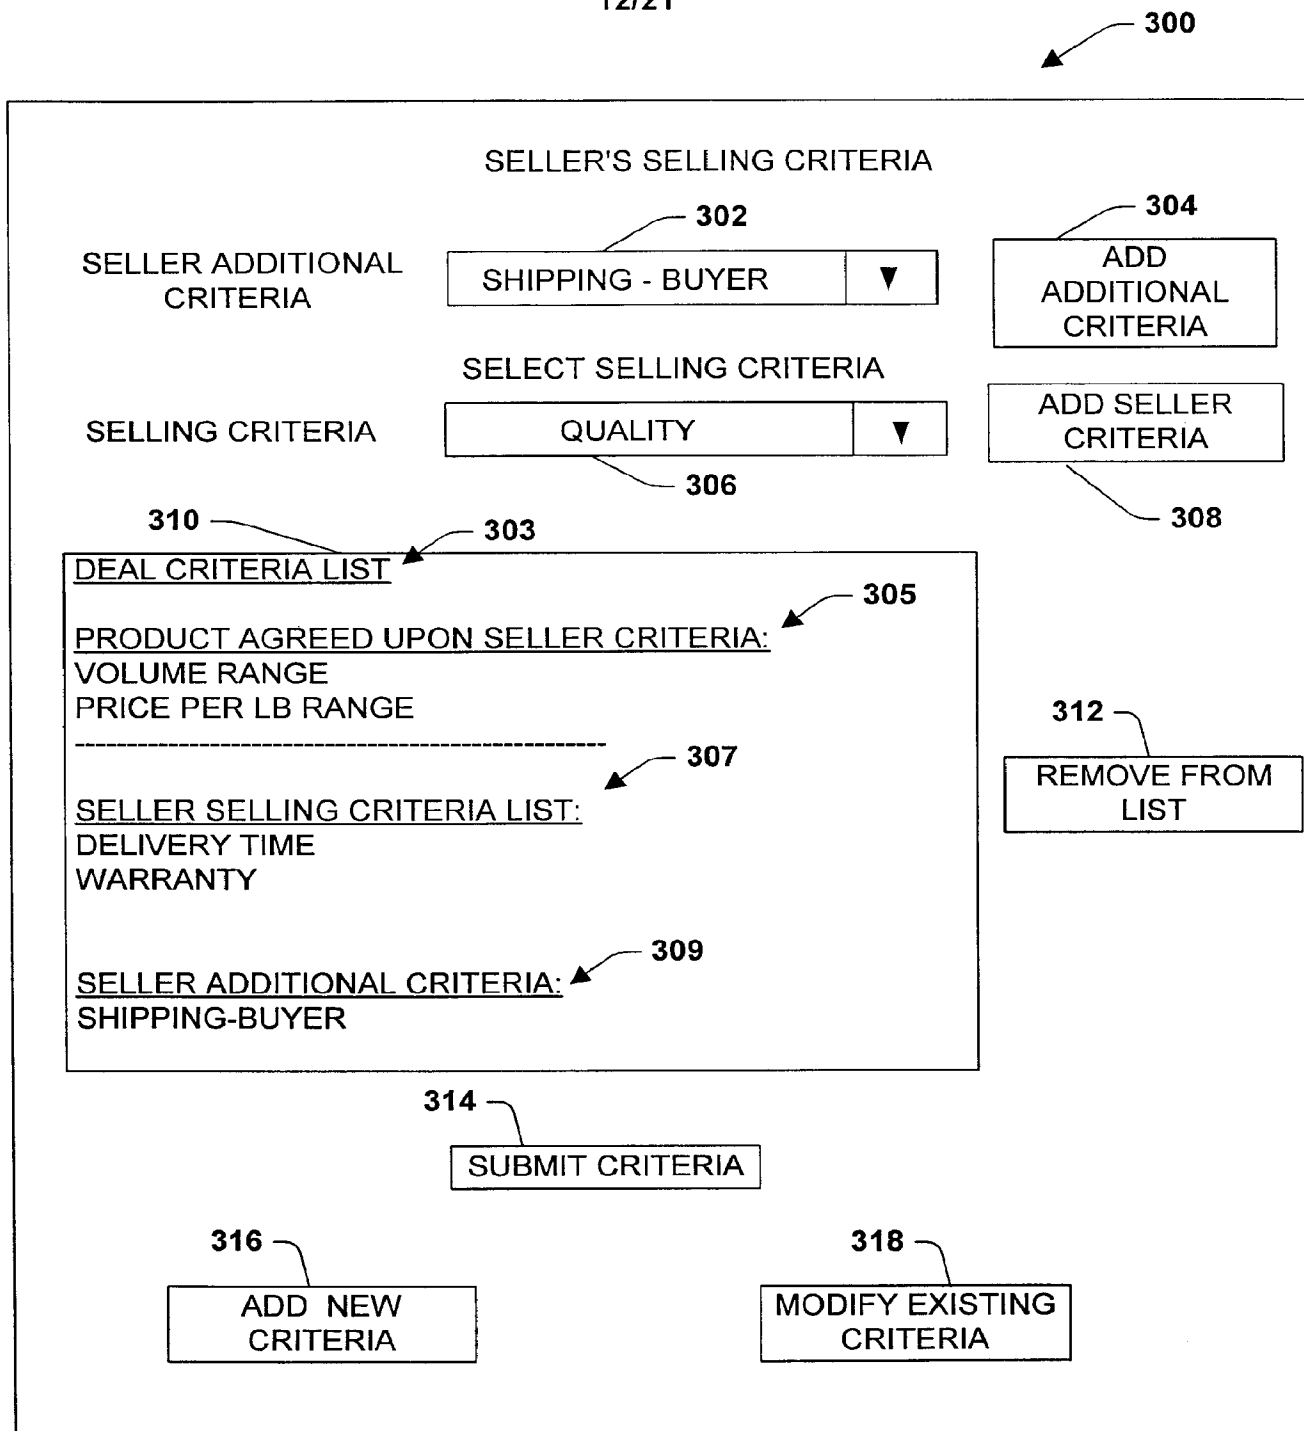 12/21
300
SELLER'S SELLING CRITERIA
302
304
SELLER ADDITIONAL
CRITERIA
SHIPPING - BUYER
ADD
ADDITIONAL
CRITERIA
SELECT SELLING CRITERIA
SELLING CRITERIA
QUALITY
ADD SELLER
CRITERIA
306
308
310
303
DEAL CRITERIA LIST
305
PRODUCT AGREED UPON SELLER CRITERIA:
VOLUME RANGE
PRICE PER LB RANGE
--------------------------------------------------
312
REMOVE FROM
LIST
307
SELLER SELLING CRITERIA LIST:
DELIVERY TIME
WARRANTY
309
SELLER ADDITIONAL CRITERIA:
SHIPPING-BUYER
314
SUBMIT CRITERIA
316
318
ADD NEW
CRITERIA
MODIFY EXISTING
CRITERIA